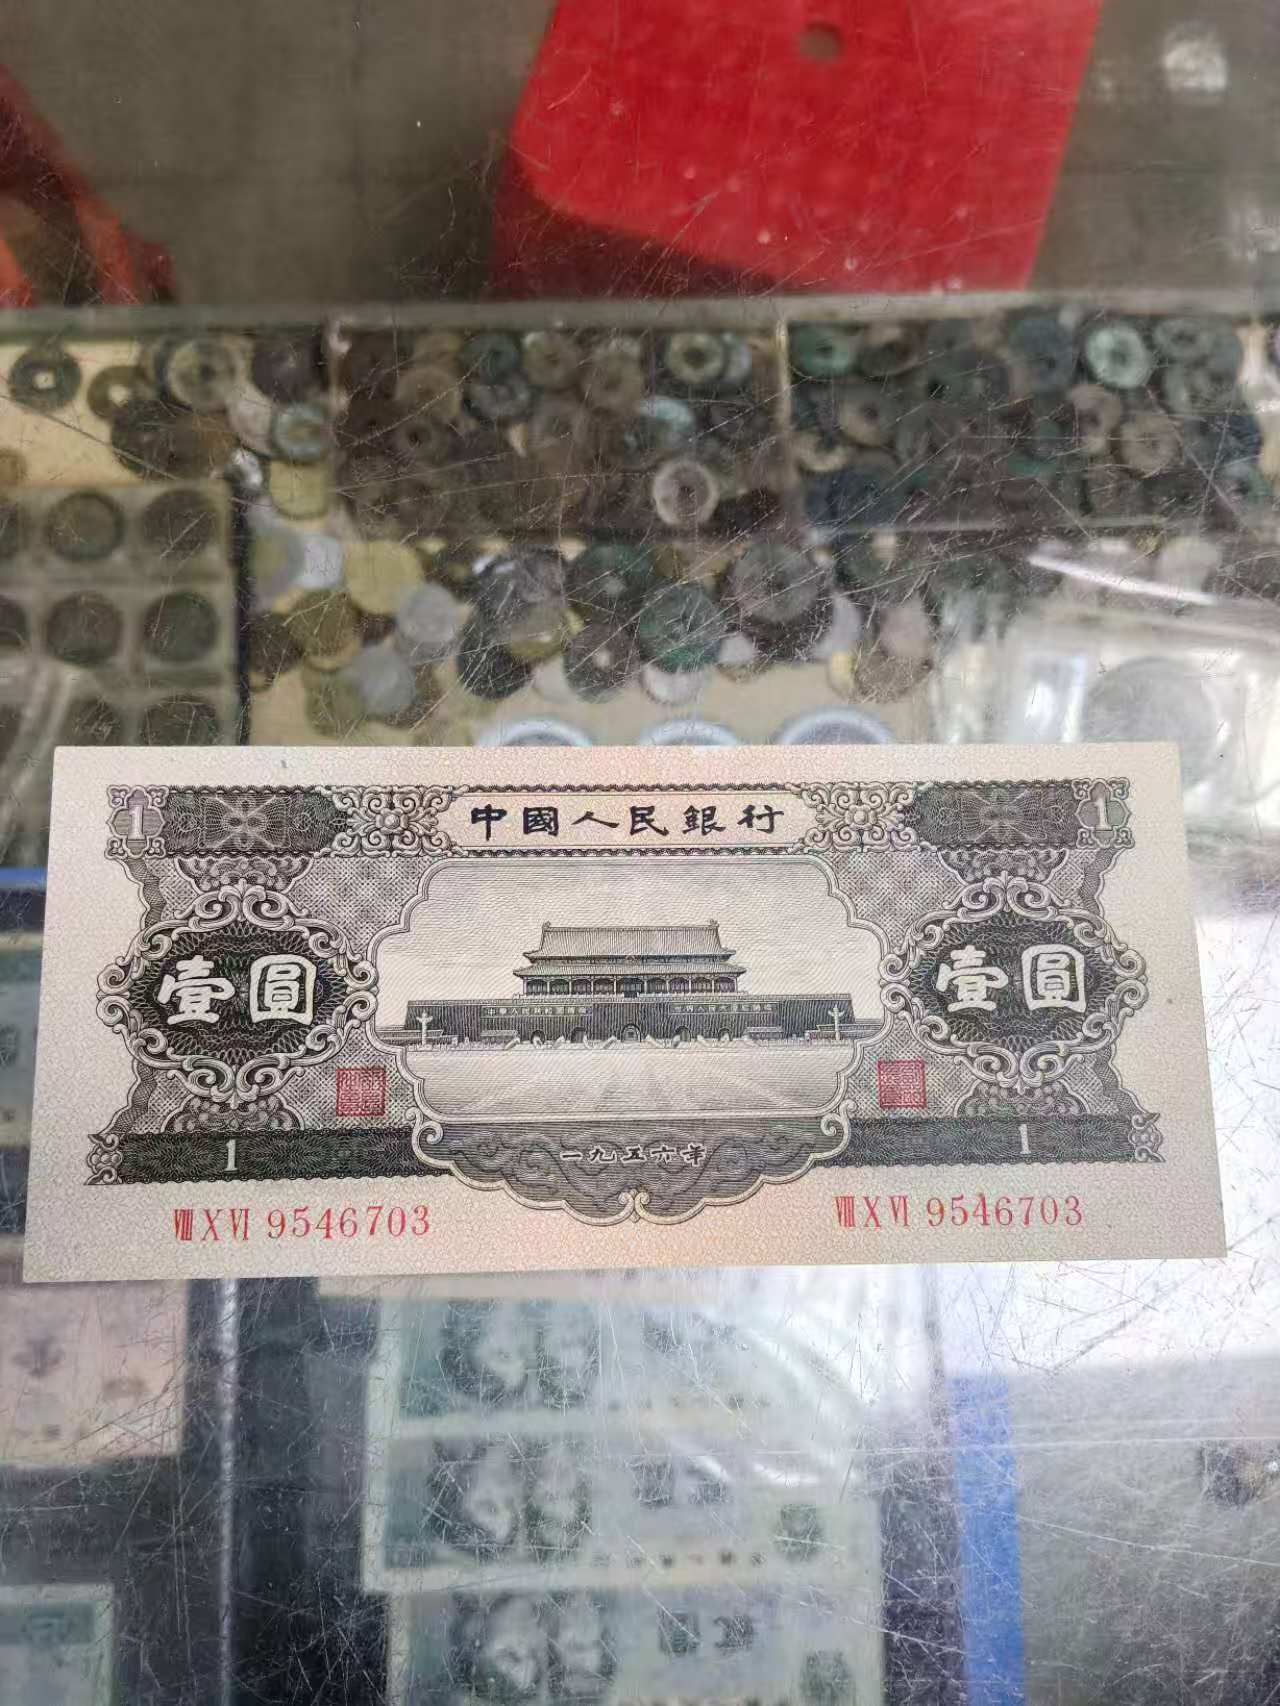 1 中國人民銀行 1
壹圓 壹圓
1 一九五六年 1
ⅧⅩⅥ 9546703 ⅧⅩⅥ 9546703